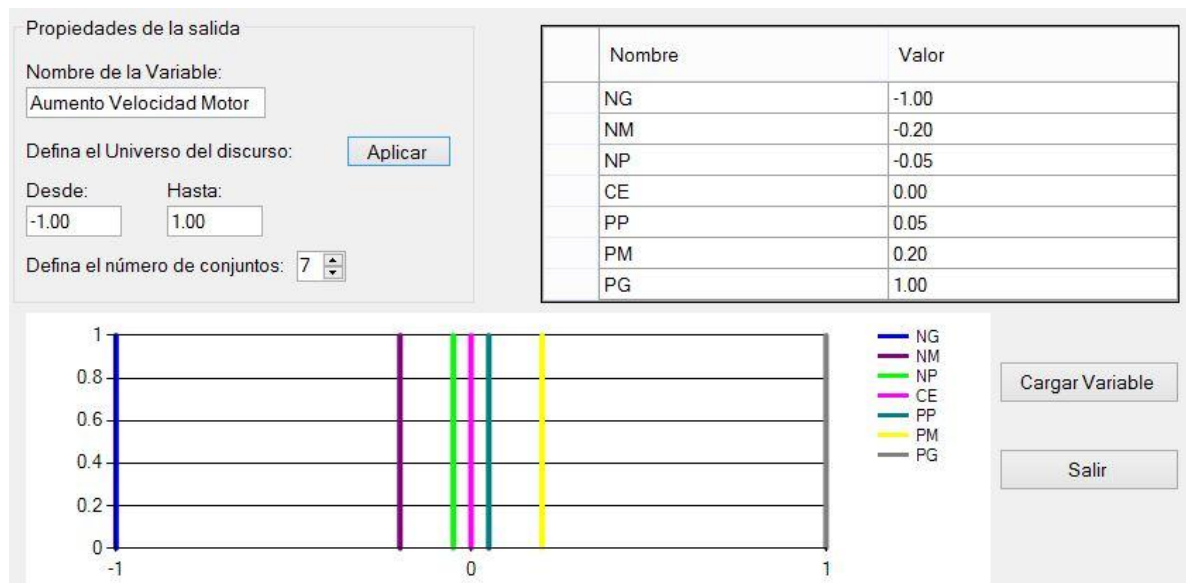 Propiedades de la salida
Nombre de la Variable:
Aumento Velocidad Motor
Defina el Universo del discurso: Aplicar
Desde: Hasta:
-1.00 1.00
Defina el número de conjuntos: 7
Nombre Valor
NG -1.00
NM -0.20
NP -0.05
CE 0.00
PP 0.05
PM 0.20
PG 1.00
1
0.8
0.6
0.4
0.2
0
-1 0 1
NG
NM
NP
CE
PP
PM
PG
Cargar Variable
Salir